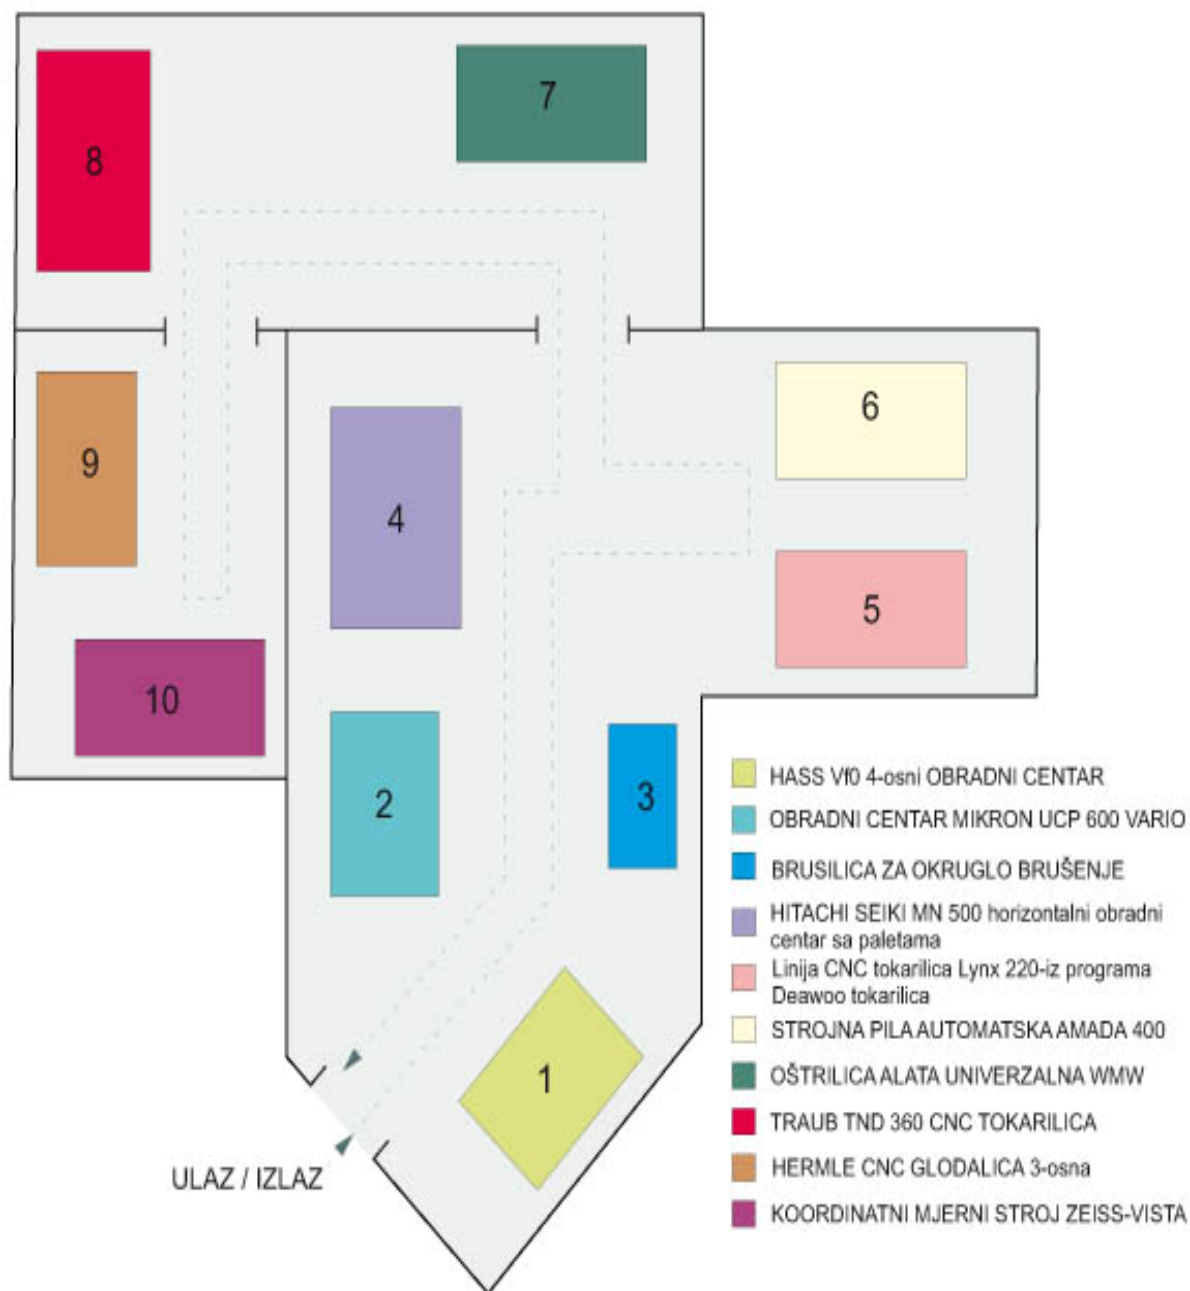 7
8
6
9
4
5
10
2
3
1
ULAZ / IZLAZ
HASS Vf0 4-osni OBRADNI CENTAR
OBRADNI CENTAR MIKRON UCP 600 VARIO
BRUSILICA ZA OKRUGLO BRUŠENJE
HITACHI SEIKI MN 500 horizontalni obradni
centar sa paletama
Linija CNC tokarilica Lynx 220-iz programa
Deawoo tokarilica
STROJNA PILA AUTOMATSKA AMADA 400
OŠTRILICA ALATA UNIVERZALNA WMW
TRAUB TND 360 CNC TOKARILICA
HERMLE CNC GLODALICA 3-osna
KOORDINATNI MJERNI STROJ ZEISS-VISTA